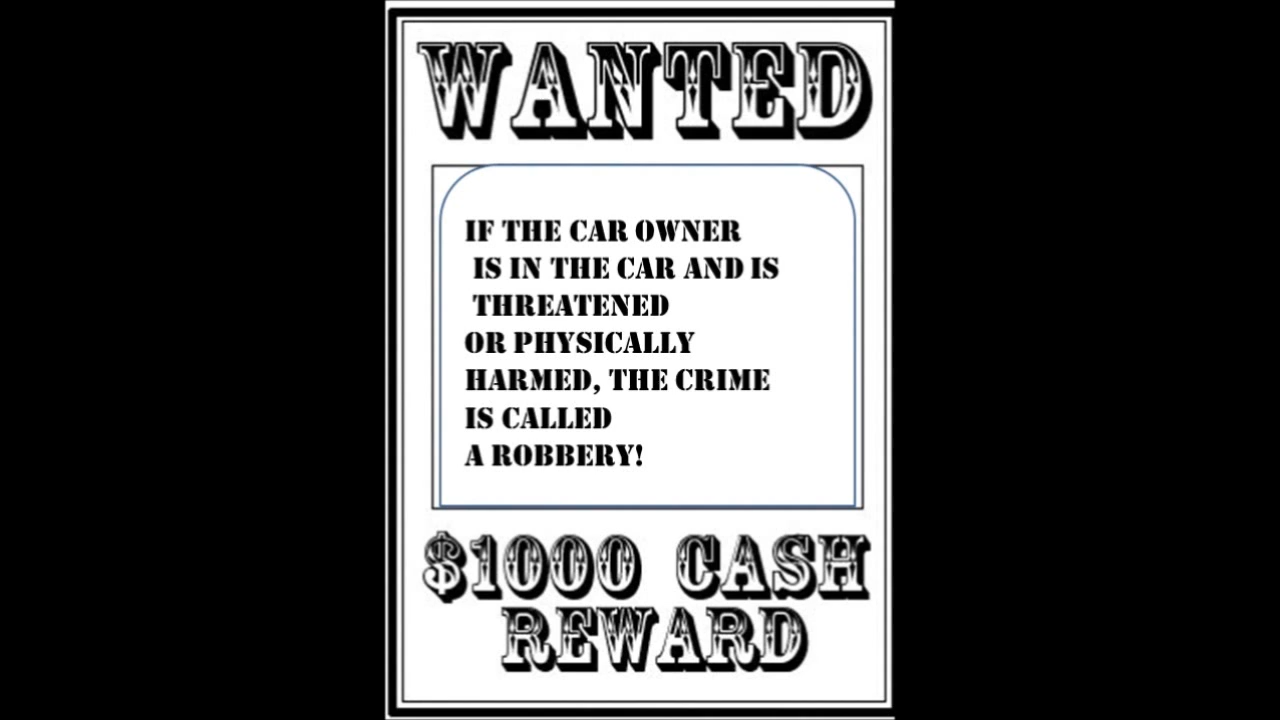 WANTED
IF THE CAR OWNER
IS IN THE CAR AND IS
THREATENED
OR PHYSICALLY
HARMED, THE CRIME
IS CALLED
A ROBBERY!
$1000 CASH
REWARD